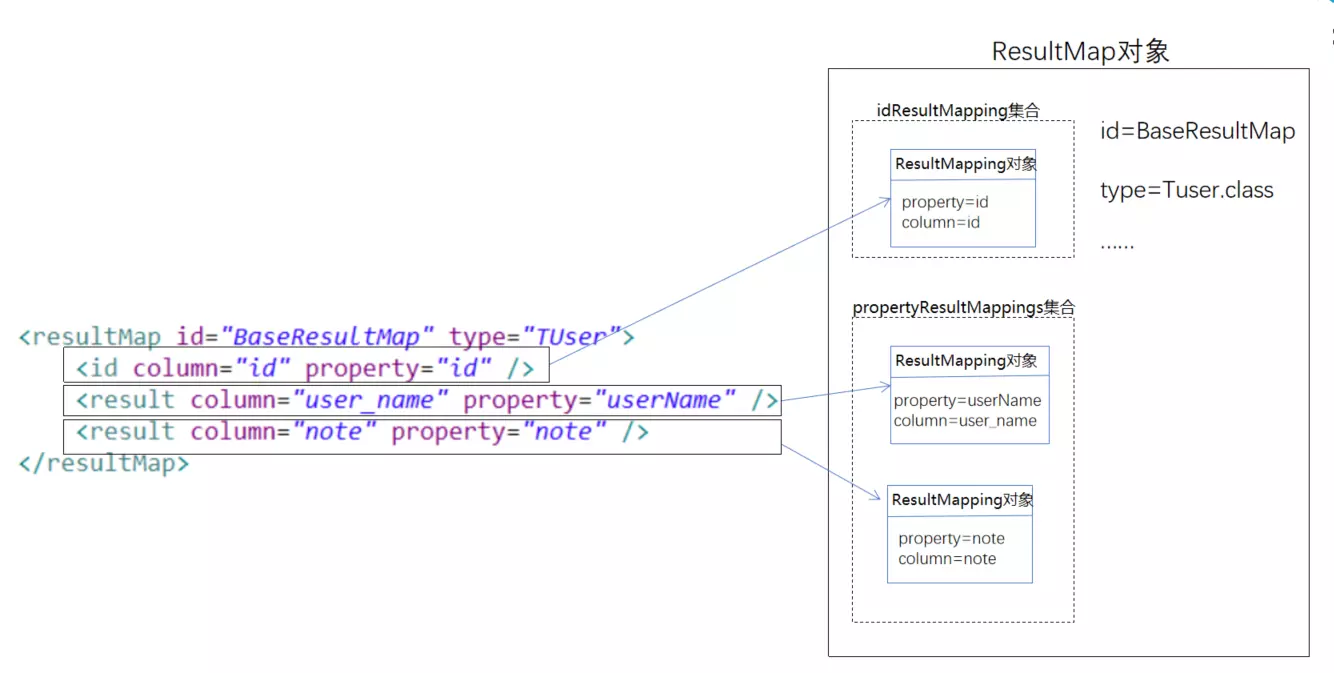 <resultMap id="BaseResultMap" type="TUser">
<id column="id" property="id" />
<result column="user_name" property="userName" />
<result column="note" property="note" />
</resultMap>
ResultMap对象
idResultMapping集合
ResultMapping对象
property=id
column=id
id=BaseResultMap
type=Tuser.class
......
propertyResultMappings集合
ResultMapping对象
property=userName
column=user_name
ResultMapping对象
property=note
column=note